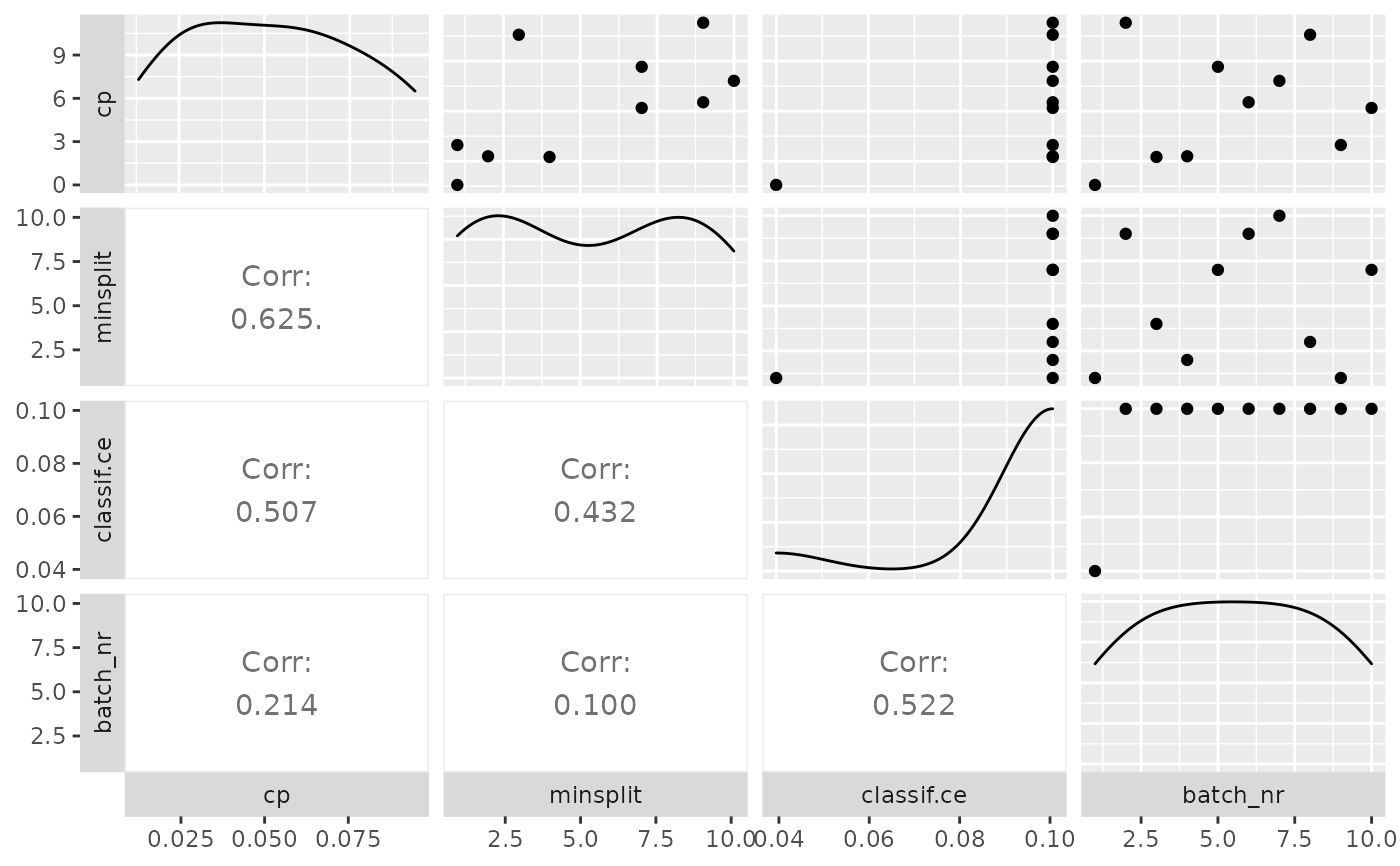 9
6
3
0
cp
10.0
7.5
5.0
2.5
minsplit
Corr:
0.625.
0.10
0.08
0.06
0.04
classif.ce
Corr:
0.507
Corr:
0.432
10.0
7.5
5.0
2.5
batch_nr
Corr:
0.214
Corr:
0.100
Corr:
0.522
cp
minsplit
classif.ce
batch_nr
0.025 0.050 0.075
2.5 5.0 7.5 10.0
0.04 0.06 0.08 0.10
2.5 5.0 7.5 10.0